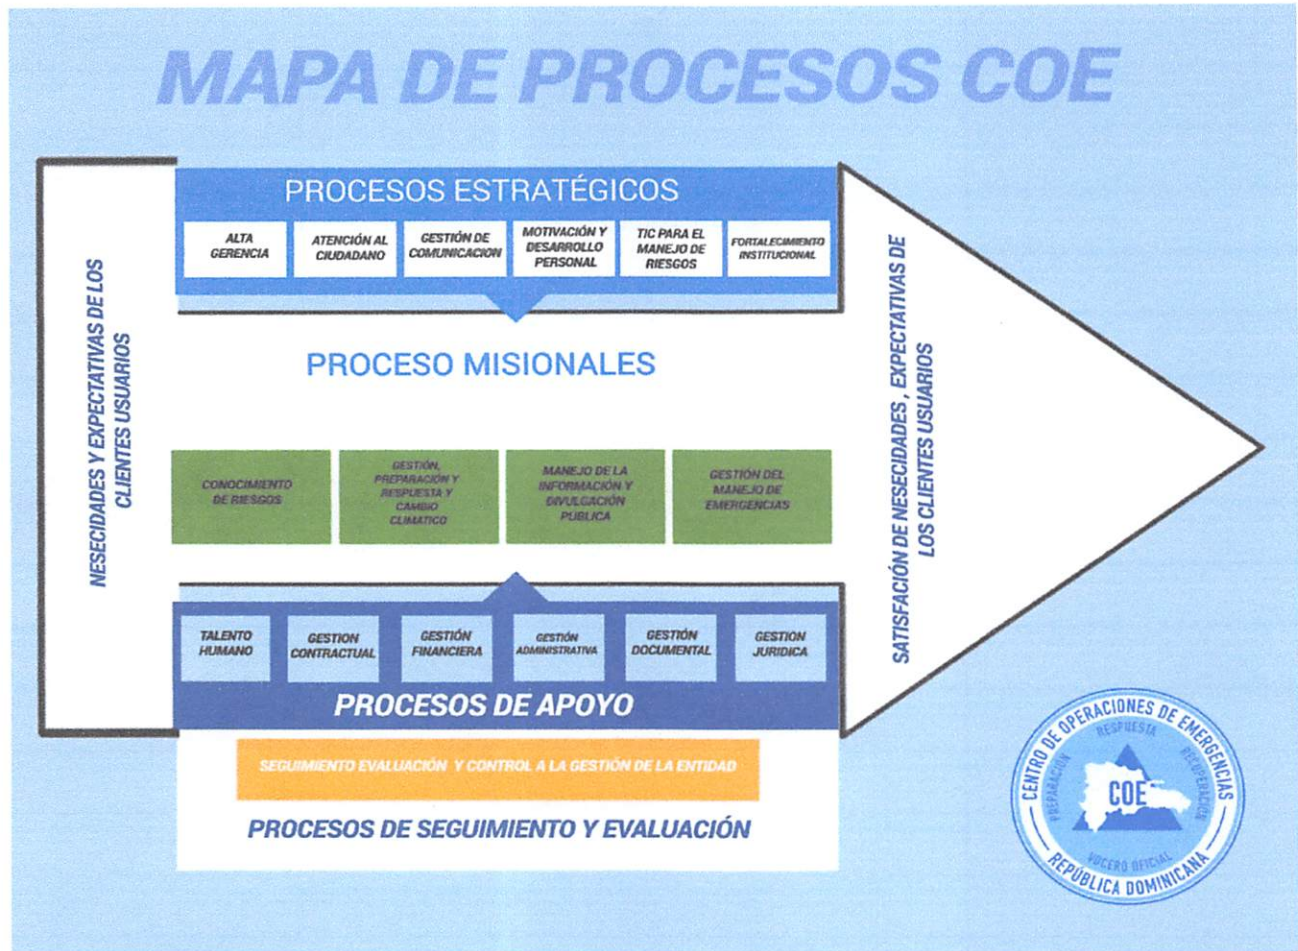 MAPA DE PROCESOS COE
NESECIDADES Y EXPECTATIVAS DE LOS
CLIENTES USUARIOS
PROCESOS ESTRATÉGICOS
ALTA
GERENCIA
ATENCIÓN AL
CIUDADANO
GESTIÓN DE
COMUNICACION
MOTIVACIÓN Y
DESARROLLO
PERSONAL
TIC PARA EL
MANEJO DE
RIESGOS
FORTALECIMIENTO
INSTITUCIONAL
PROCESO MISIONALES
CONOCIMIENTO
DE RIESGOS
GESTIÓN,
PREPARACIÓN Y
RESPUESTA Y
CAMBIO
CLIMATICO
MANEJO DE LA
INFORMACIÓN Y
DIVULGACIÓN
PÚBLICA
GESTIÓN DEL
MANEJO DE
EMERGENCIAS
TALENTO
HUMANO
GESTION
CONTRACTUAL
GESTIÓN
FINANCIERA
GESTIÓN
ADMINISTRATIVA
GESTIÓN
DOCUMENTAL
GESTION
JURIDICA
PROCESOS DE APOYO
SEGUIMIENTO EVALUACIÓN Y CONTROL A LA GESTIÓN DE LA ENTIDAD
PROCESOS DE SEGUIMIENTO Y EVALUACIÓN
SATISFACIÓN DE NESECIDADES, EXPECTATIVAS DE
LOS CLIENTES USUARIOS
CENTRO DE OPERACIONES DE EMERGENCIAS
PREPARACIÓN
RESPUESTA
RECUPERACIÓN
COE
VOCERO OFICIAL
REPÚBLICA DOMINICANA